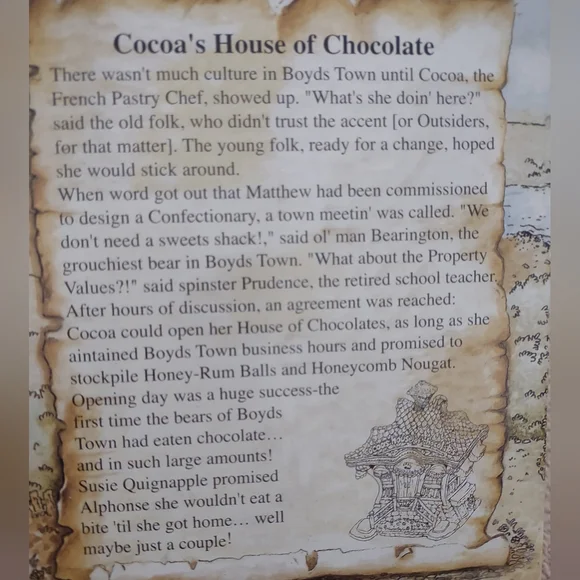 Cocoa's House of Chocolate
There wasn't much culture in Boyds Town until Cocoa, the
French Pastry Chef, showed up. "What's she doin' here?"
said the old folk, who didn't trust the accent [or Outsiders,
for that matter]. The young folk, ready for a change, hoped
she would stick around.
When word got out that Matthew had been commissioned
to design a Confectionary, a town meetin' was called. "We
don't need a sweets shack!," said ol' man Bearington, the
grouchiest bear in Boyds Town. "What about the Property
Values?!" said spinster Prudence, the retired school teacher.
After hours of discussion, an agreement was reached:
Cocoa could open her House of Chocolates, as long as she
aintained Boyds Town business hours and promised to
stockpile Honey-Rum Balls and Honeycomb Nougat.
Opening day was a huge success-the
first time the bears of Boyds
Town had eaten chocolate…
and in such large amounts!
Susie Quignapple promised
Alphonse she wouldn't eat a
bite 'til she got home… well
maybe just a couple!